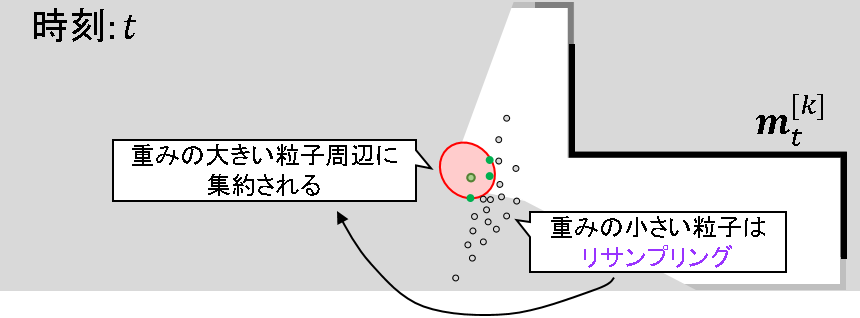 時刻: t
m_t^[k]
重みの大きい粒子周辺に
集約される
重みの小さい粒子は
リサンプリング